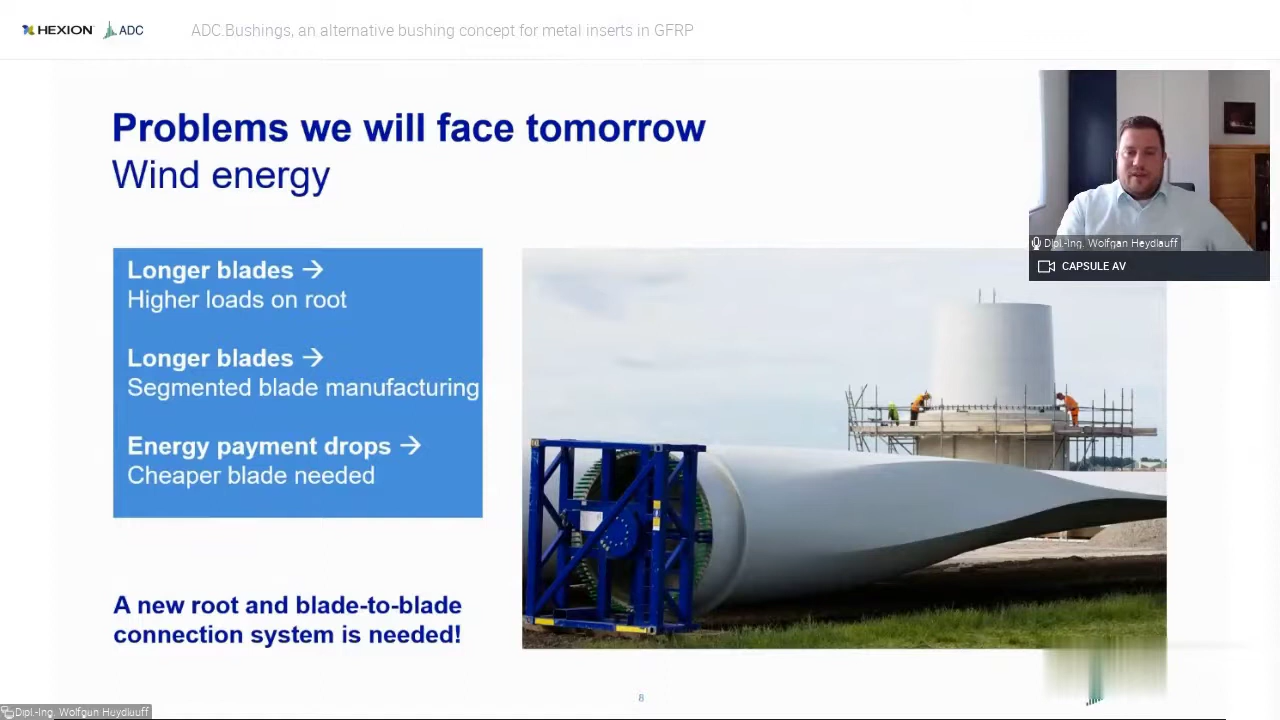 HEXION ADC
ADC Bushings, an alternative bushing concept for metal inserts in GFRP
Problems we will face tomorrow
Wind energy
Longer blades →
Higher loads on root
Longer blades →
Segmented blade manufacturing
Energy payment drops →
Cheaper blade needed
A new root and blade-to-blade
connection system is needed!
Dipl.-Ing. Wolfgan Heydlauff
CAPSULE AV
8
Dipl.-Ing. Wolfgan Heydlauff